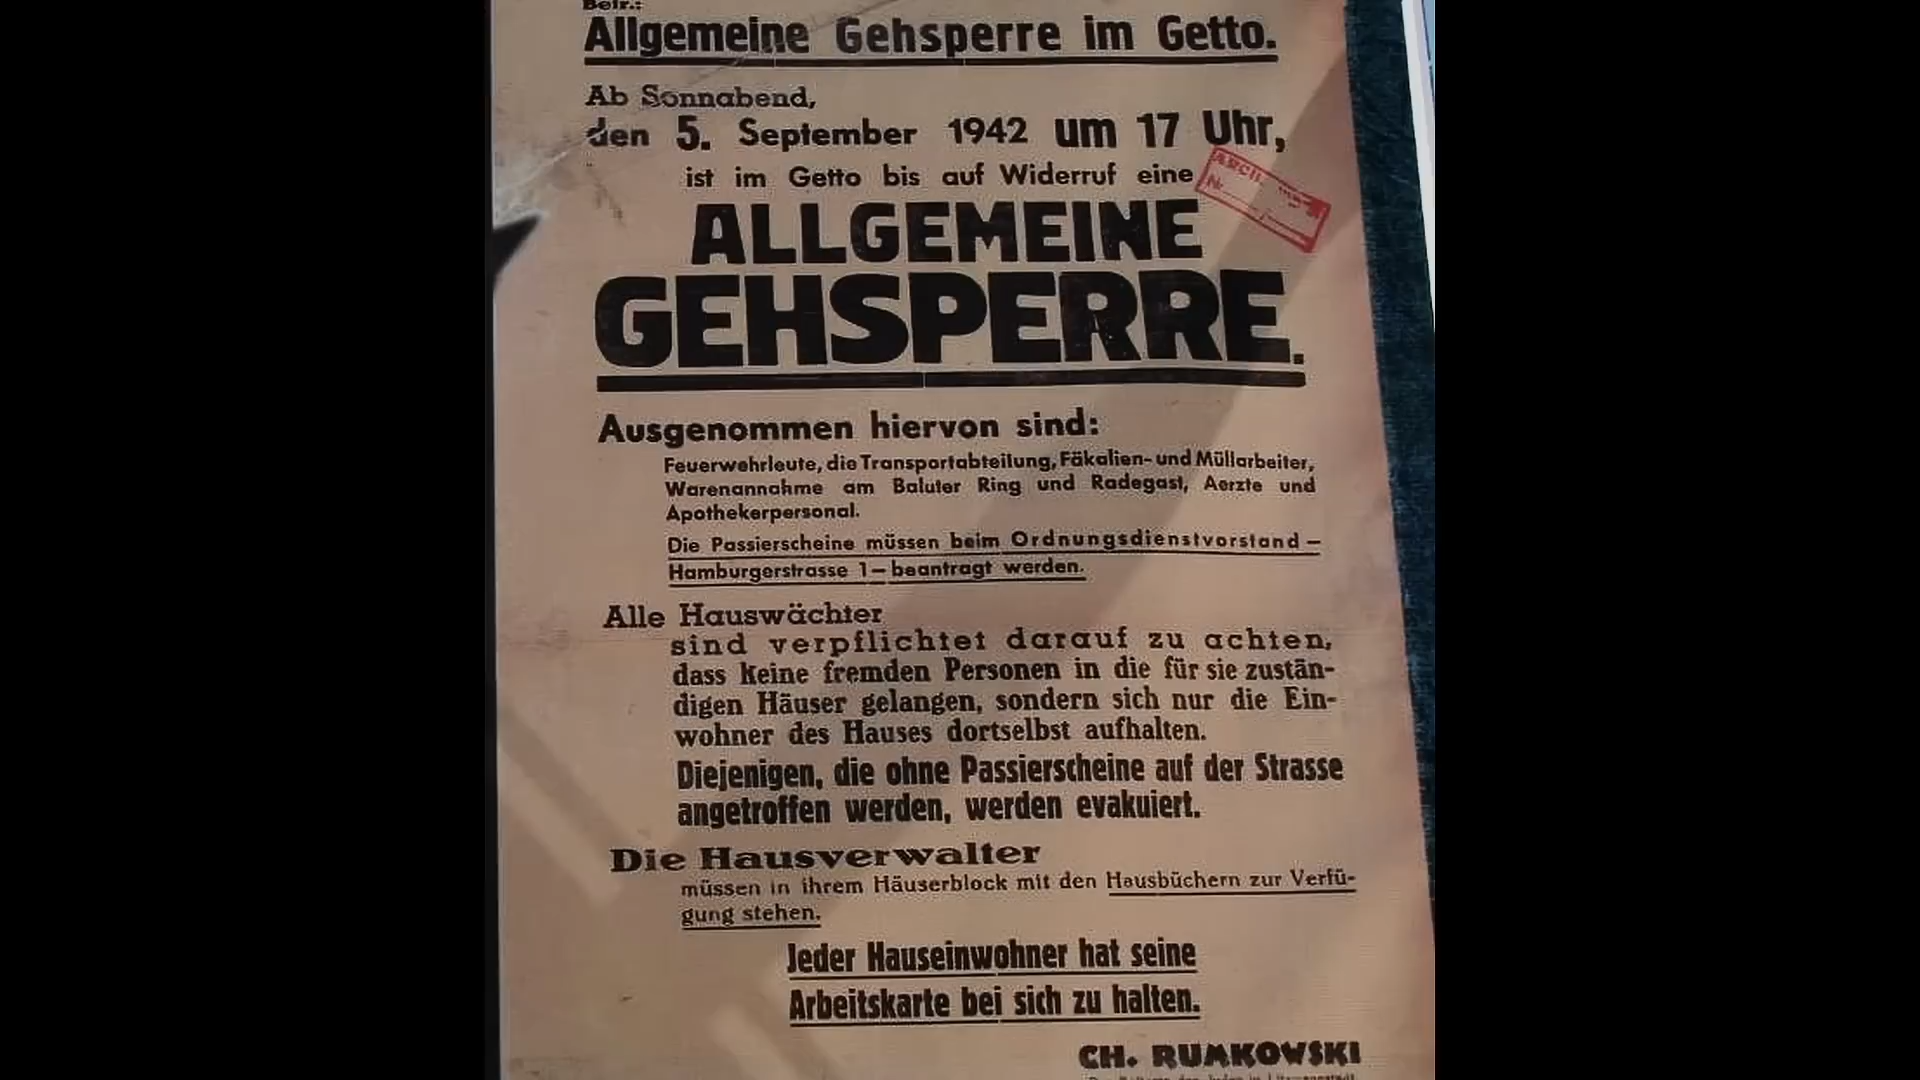 Betr.:
Allgemeine Gehsperre im Getto.
Ab Sonnabend,
den 5. September 1942 um 17 Uhr,
ist im Getto bis auf Widerruf eine
ALLGEMEINE
GEHSPERRE.
Ausgenommen hiervon sind:
Feuerwehrleute, die Transportabteilung, Fäkalien- und Müllarbeiter,
Warenannahme am Baluter Ring und Radegast, Aerzte und
Apothekerpersonal.
Die Passierscheine müssen beim Ordnungsdienstvorstand –
Hamburgerstrasse 1 – beantragt werden.
Alle Hauswächter
sind verpflichtet darauf zu achten,
dass keine fremden Personen in die für sie zustän-
digen Häuser gelangen, sondern sich nur die Ein-
wohner des Hauses dortselbst aufhalten.
Diejenigen, die ohne Passierscheine auf der Strasse
angetroffen werden, werden evakuiert.
Die Hausverwalter
müssen in ihrem Häuserblock mit den Hausbüchern zur Verfü-
gung stehen.
Jeder Hauseinwohner hat seine
Arbeitskarte bei sich zu halten.
CH. RUMKOWSKI